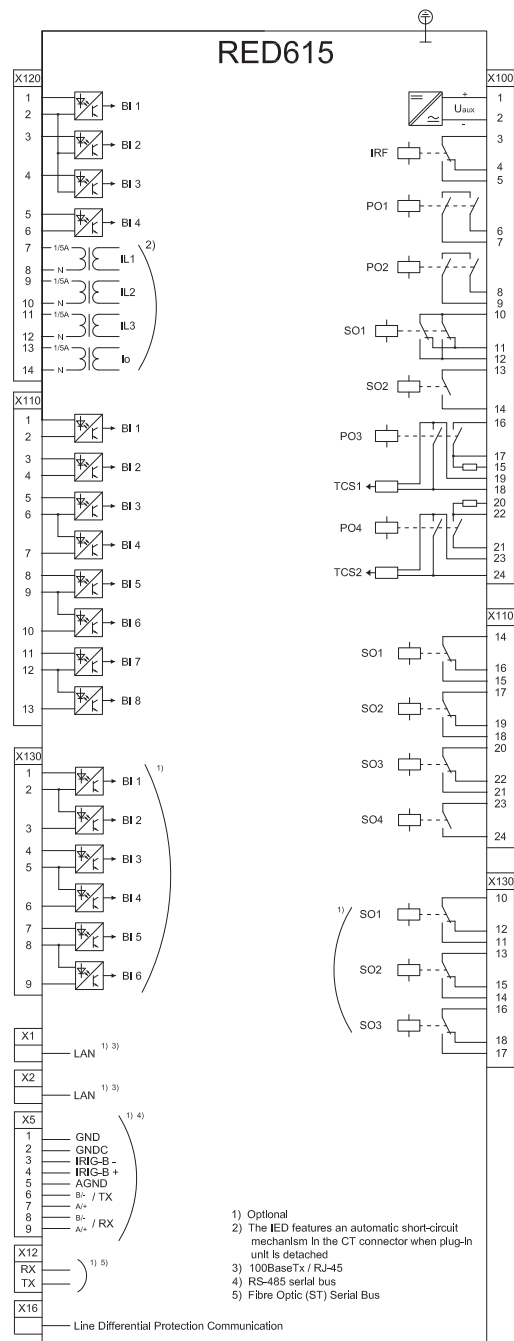 RED615
X120
1
2
BI 1
3
BI 2
4
BI 3
5
6
BI 4
7
1/5A
IL1
2)
8
N
9
1/5A
IL2
10
N
11
1/5A
IL3
12
N
13
1/5A
Io
14
N
X110
1
2
BI 1
3
4
BI 2
5
6
BI 3
7
BI 4
8
9
BI 5
10
BI 6
11
12
BI 7
13
BI 8
X130
1
2
BI 1
1)
3
BI 2
4
5
BI 3
6
BI 4
7
8
BI 5
9
BI 6
X1
LAN 1) 3)
X2
LAN 1) 3)
X5
1) 4)
1 GND
2 GNDC
3 IRIG-B -
4 IRIG-B +
5 AGND
6 B/- / TX
7 A/+
8 B/- / RX
9 A/+
X12
RX
TX
1) 5)
X16
Line Differential Protection Communication
X100
+
1
Uaux
-
2
3
IRF
4
5
PO1
6
7
PO2
8
9
10
SO1
11
12
13
SO2
14
16
PO3
17
15
19
TCS1
18
20
22
PO4
21
23
TCS2
24
X110
14
SO1
16
15
17
SO2
19
18
20
SO3
22
21
23
SO4
24
X130
10
1)
SO1
12
11
13
SO2
15
14
16
SO3
18
17
1) Optional
2) The IED features an automatic short-circuit
mechanism in the CT connector when plug-in
unit is detached
3) 100BaseTx / RJ-45
4) RS-485 serial bus
5) Fibre Optic (ST) Serial Bus